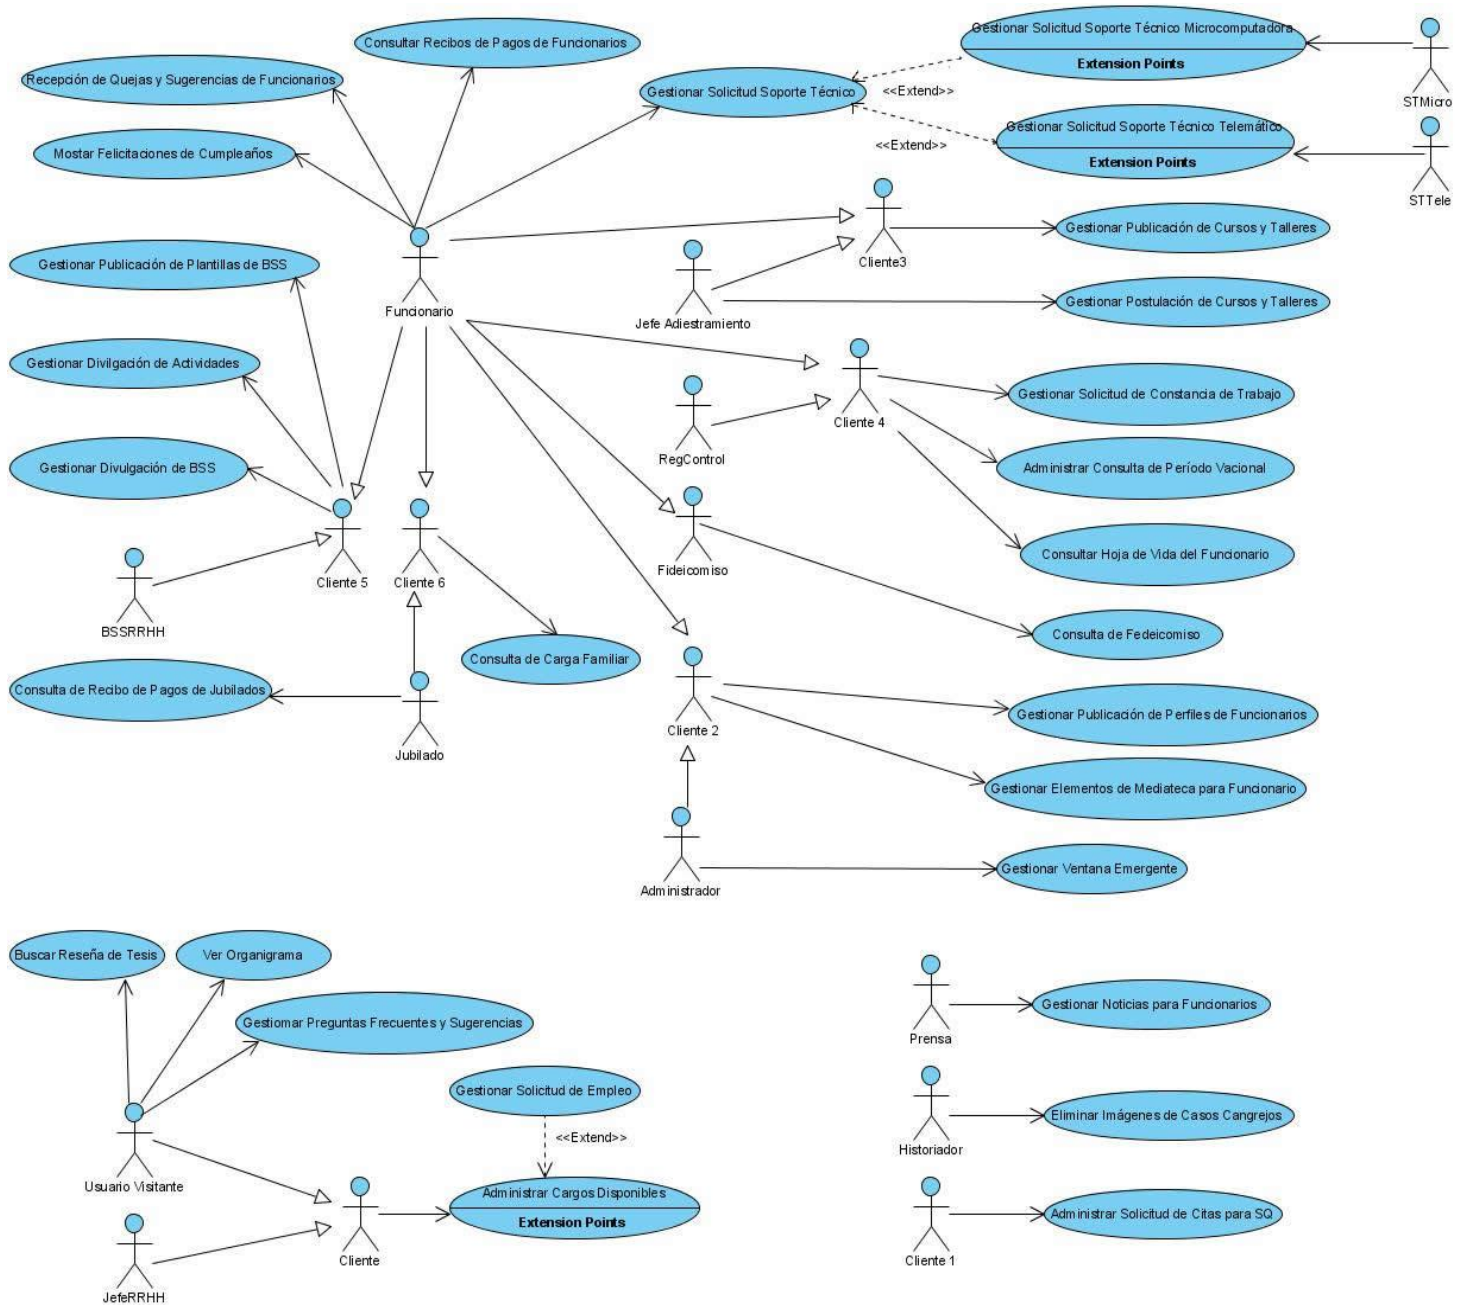 Gestionar Solicitud Soporte Técnico Microcomputadora
Extension Points
STMicro
Consultar Recibos de Pagos de Funcionarios
Recepción de Quejas y Sugerencias de Funcionarios
Gestionar Solicitud Soporte Técnico
<<Extend>>
Gestionar Solicitud Soporte Técnico Telemático
Extension Points
<<Extend>>
STTele
Mostar Felicitaciones de Cumpleaños
Gestionar Publicación de Cursos y Talleres
Cliente3
Gestionar Publicación de Plantillas de BSS
Funcionario
Jefe Adiestramiento
Gestionar Postulación de Cursos y Talleres
Gestionar Divilgación de Actividades
Gestionar Solicitud de Constancia de Trabajo
Cliente 4
RegControl
Gestionar Divulgación de BSS
Administrar Consulta de Período Vacional
Consultar Hoja de Vida del Funcionario
Fideicomiso
Cliente 5
Cliente 6
BSSRRHH
Consulta de Fedeicomiso
Consulta de Carga Familiar
Consulta de Recibo de Pagos de Jubilados
Jubilado
Cliente 2
Gestionar Publicación de Perfiles de Funcionarios
Gestionar Elementos de Mediateca para Funcionario
Administrador
Gestionar Ventana Emergente
Buscar Reseña de Tesis
Ver Organigrama
Gestiomar Preguntas Frecuentes y Sugerencias
Prensa
Gestionar Noticias para Funcionarios
Gestionar Solicitud de Empleo
<<Extend>>
Historiador
Eliminar Imágenes de Casos Cangrejos
Usuario Visitante
Administrar Cargos Disponibles
Extension Points
Cliente
Cliente 1
Administrar Solicitud de Citas para SQ
JefeRRHH